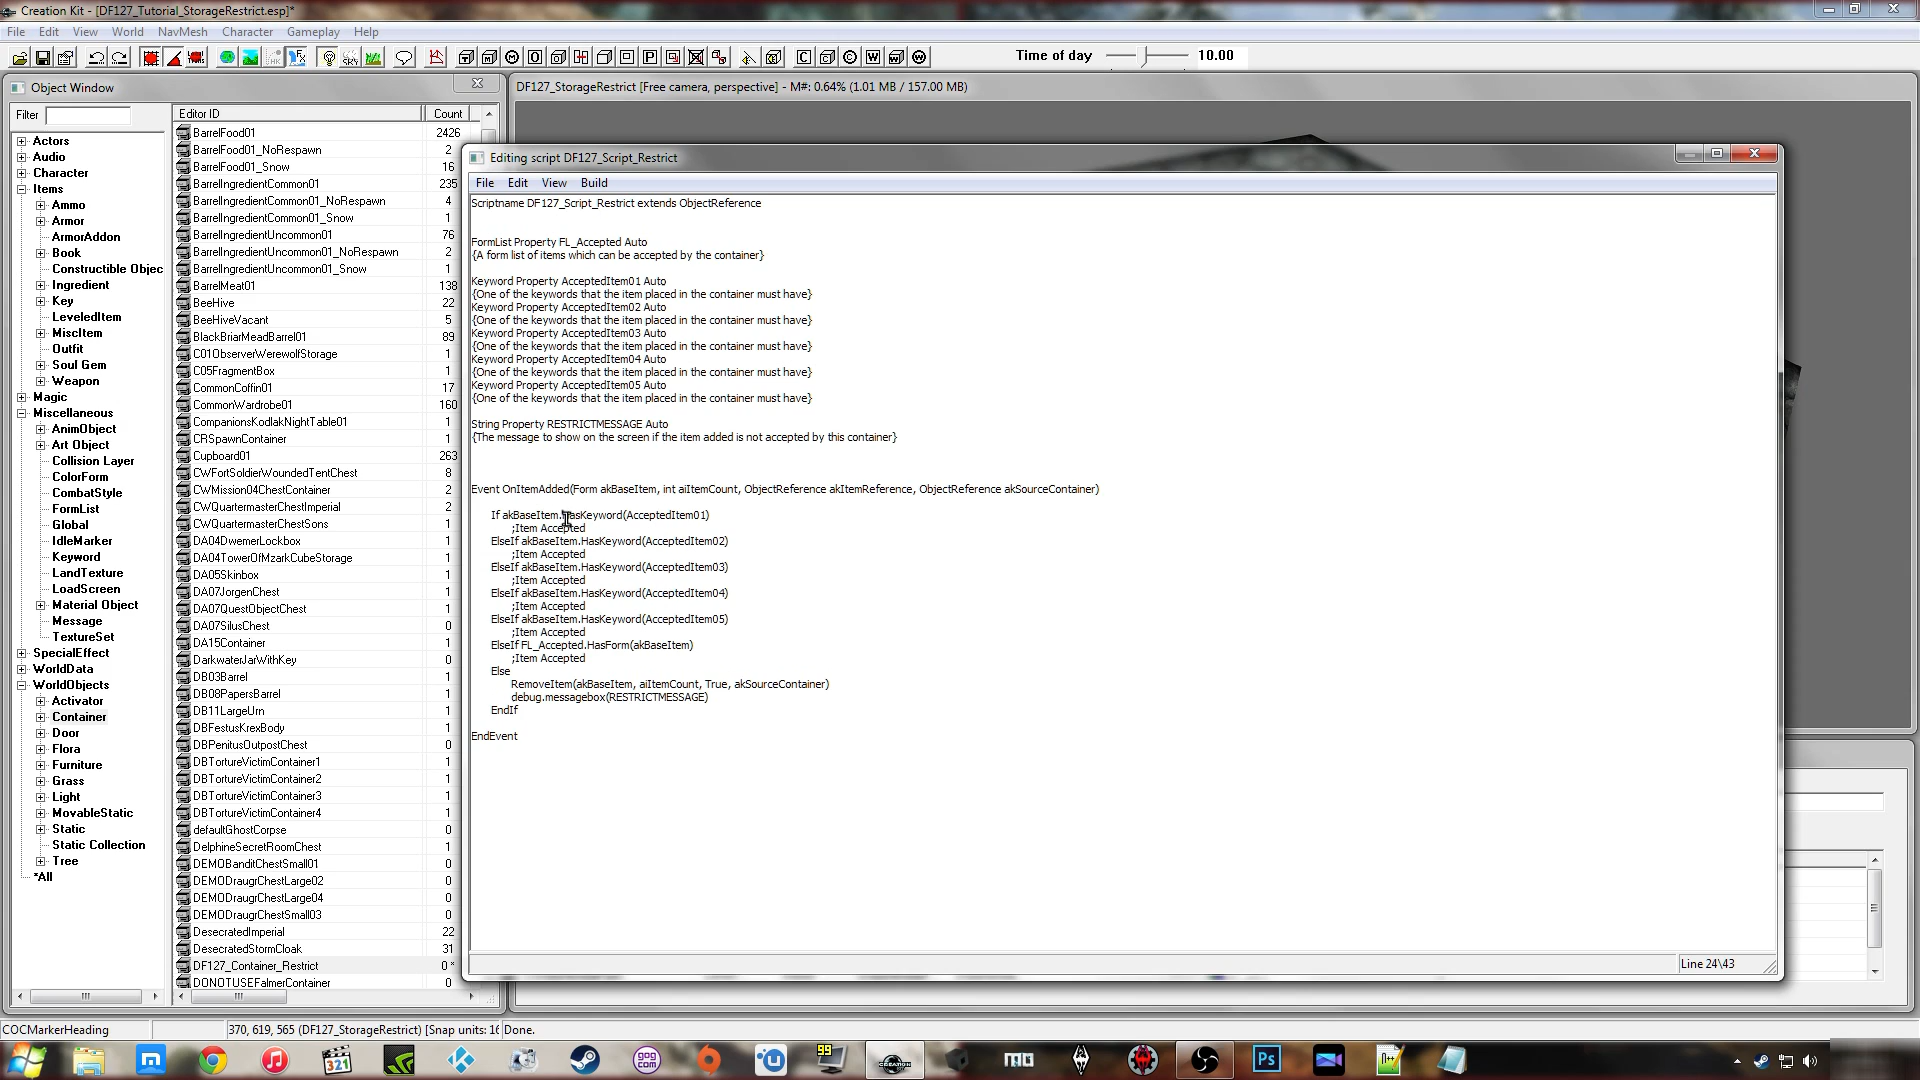 Creation Kit - [DF127_Tutorial_StorageRestrict.esp]*
File Edit View World NavMesh Character Gameplay Help
Time of day 10.00
Object Window
Filter
Actors
Audio
Character
Items
Ammo
Armor
ArmorAddon
Book
Constructible Objec
Ingredient
Key
LeveledItem
MiscItem
Outfit
Soul Gem
Weapon
Magic
Miscellaneous
AnimObject
Art Object
Collision Layer
ColorForm
CombatStyle
FormList
Global
IdleMarker
Keyword
LandTexture
LoadScreen
Material Object
Message
TextureSet
SpecialEffect
WorldData
WorldObjects
Activator
Container
Door
Flora
Furniture
Grass
Light
MovableStatic
Static
Static Collection
Tree
*All
Editor ID Count
BarrelFood01 2426
BarrelFood01_NoRespawn 2
BarrelFood01_Snow 16
BarrelIngredientCommon01 235
BarrelIngredientCommon01_NoRespawn 4
BarrelIngredientCommon01_Snow 1
BarrelIngredientUncommon01 76
BarrelIngredientUncommon01_NoRespawn 2
BarrelIngredientUncommon01_Snow 1
BarrelMeat01 138
BeeHive 22
BeeHiveVacant 5
BlackBriarMeadBarrel01 89
C01ObserverWerewolfStorage 1
C05FragmentBox 1
CommonCoffin01 17
CommonWardrobe01 160
CompanionsKodlakNightTable01 1
CRSpawnContainer 1
Cupboard01 263
CWFortSoldierWoundedTentChest 8
CWMission04ChestContainer 2
CWQuartermasterChestImperial 2
CWQuartermasterChestSons 1
DA04DwemerLockbox 1
DA04TowerOfMzarkCubeStorage 1
DA05Skinbox 1
DA07JorgenChest 1
DA07QuestObjectChest 1
DA07SilusChest 0
DA15Container 1
DarkwaterJarWithKey 0
DB03Barrel 1
DB08PapersBarrel 1
DB11LargeUrn 1
DBFestusKrexBody 1
DBPenitusOutpostChest 0
DBTortureVictimContainer1 1
DBTortureVictimContainer2 1
DBTortureVictimContainer3 1
DBTortureVictimContainer4 1
defaultGhostCorpse 0
DelphineSecretRoomChest 1
DEMOBanditChestSmall01 0
DEMODraugrChestLarge02 0
DEMODraugrChestLarge04 0
DEMODraugrChestSmall03 0
DesecratedImperial 22
DesecratedStormCloak 31
DF127_Container_Restrict 0 *
DONOTUSEFalmerContainer 0
DF127_StorageRestrict [Free camera, perspective] - M#: 0.64% (1.01 MB / 157.00 MB)
Editing script DF127_Script_Restrict
File Edit View Build
Scriptname DF127_Script_Restrict extends ObjectReference
FormList Property FL_Accepted Auto
{A form list of items which can be accepted by the container}
Keyword Property AcceptedItem01 Auto
{One of the keywords that the item placed in the container must have}
Keyword Property AcceptedItem02 Auto
{One of the keywords that the item placed in the container must have}
Keyword Property AcceptedItem03 Auto
{One of the keywords that the item placed in the container must have}
Keyword Property AcceptedItem04 Auto
{One of the keywords that the item placed in the container must have}
Keyword Property AcceptedItem05 Auto
{One of the keywords that the item placed in the container must have}
String Property RESTRICTMESSAGE Auto
{The message to show on the screen if the item added is not accepted by this container}
Event OnItemAdded(Form akBaseItem, int aiItemCount, ObjectReference akItemReference, ObjectReference akSourceContainer)
If akBaseItem.HasKeyword(AcceptedItem01)
;Item Accepted
ElseIf akBaseItem.HasKeyword(AcceptedItem02)
;Item Accepted
ElseIf akBaseItem.HasKeyword(AcceptedItem03)
;Item Accepted
ElseIf akBaseItem.HasKeyword(AcceptedItem04)
;Item Accepted
ElseIf akBaseItem.HasKeyword(AcceptedItem05)
;Item Accepted
ElseIf FL_Accepted.HasForm(akBaseItem)
;Item Accepted
Else
RemoveItem(akBaseItem, aiItemCount, True, akSourceContainer)
debug.messagebox(RESTRICTMESSAGE)
EndIf
EndEvent
Line 24\43
COCMarkerHeading 370, 619, 565 (DF127_StorageRestrict) [Snap units: 16 Done.